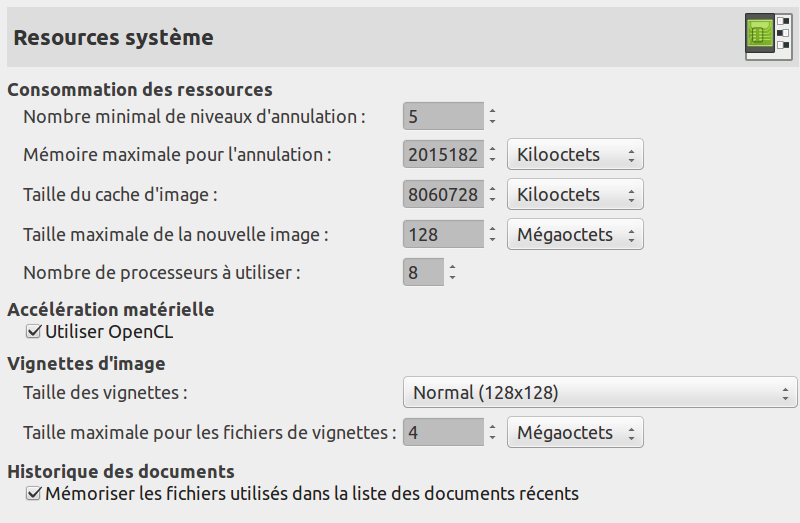 Resources système
Consommation des ressources
Nombre minimal de niveaux d'annulation : 5
Mémoire maximale pour l'annulation : 2015182 Kilooctets
Taille du cache d'image : 8060728 Kilooctets
Taille maximale de la nouvelle image : 128 Mégaoctets
Nombre de processeurs à utiliser : 8
Accélération matérielle
Utiliser OpenCL
Vignettes d'image
Taille des vignettes : Normal (128x128)
Taille maximale pour les fichiers de vignettes : 4 Mégaoctets
Historique des documents
Mémoriser les fichiers utilisés dans la liste des documents récents